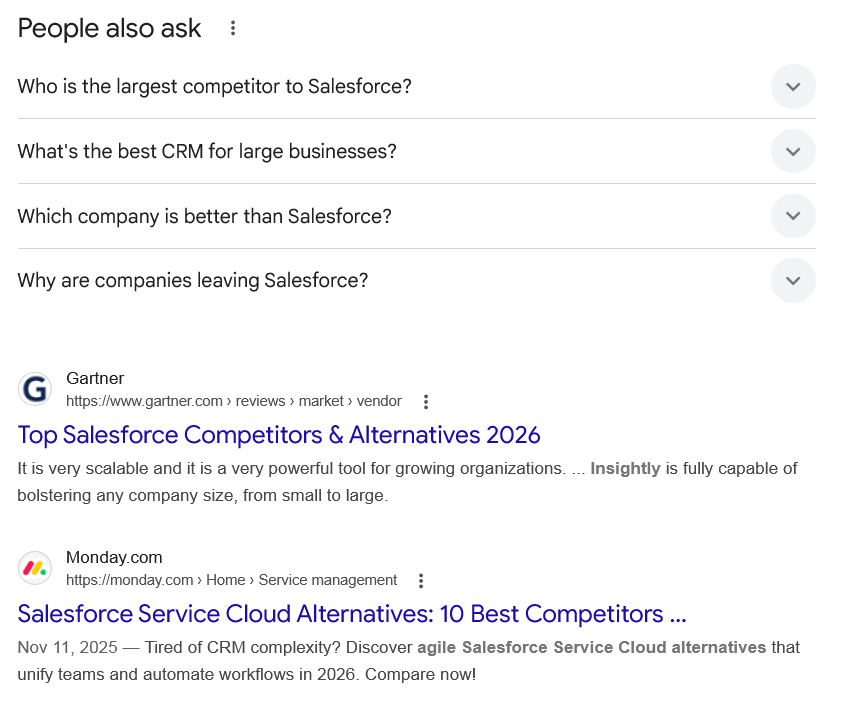 People also ask
Who is the largest competitor to Salesforce?
What's the best CRM for large businesses?
Which company is better than Salesforce?
Why are companies leaving Salesforce?
G
Gartner
https://www.gartner.com › reviews › market › vendor
Top Salesforce Competitors & Alternatives 2026
It is very scalable and it is a very powerful tool for growing organizations. ... Insightly is fully capable of
bolstering any company size, from small to large.
Monday.com
https://monday.com › Home › Service management
Salesforce Service Cloud Alternatives: 10 Best Competitors ...
Nov 11, 2025 — Tired of CRM complexity? Discover agile Salesforce Service Cloud alternatives that
unify teams and automate workflows in 2026. Compare now!